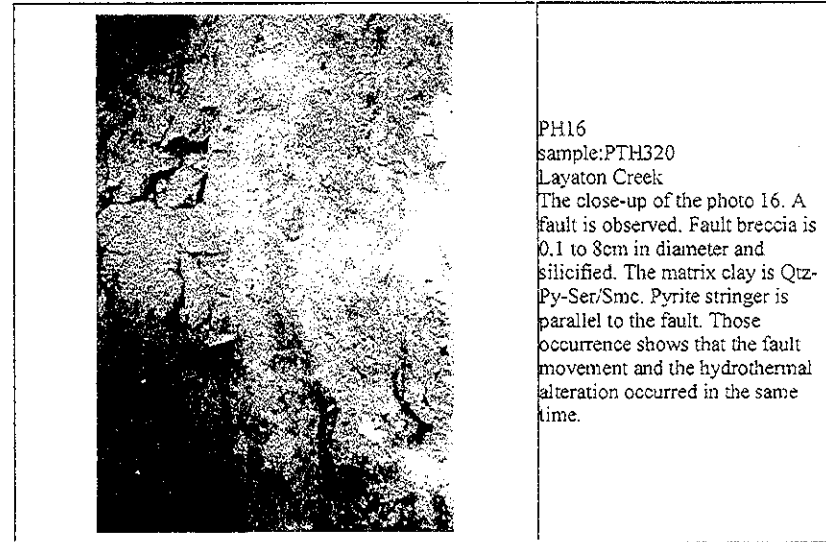 PH16
sample:PTH320
Layaton Creek
The close-up of the photo 16. A
fault is observed. Fault breccia is
0.1 to 8cm in diameter and
silicified. The matrix clay is Qtz-
Py-Ser/Smc. Pyrite stringer is
parallel to the fault. Those
occurrence shows that the fault
movement and the hydrothermal
alteration occurred in the same
time.